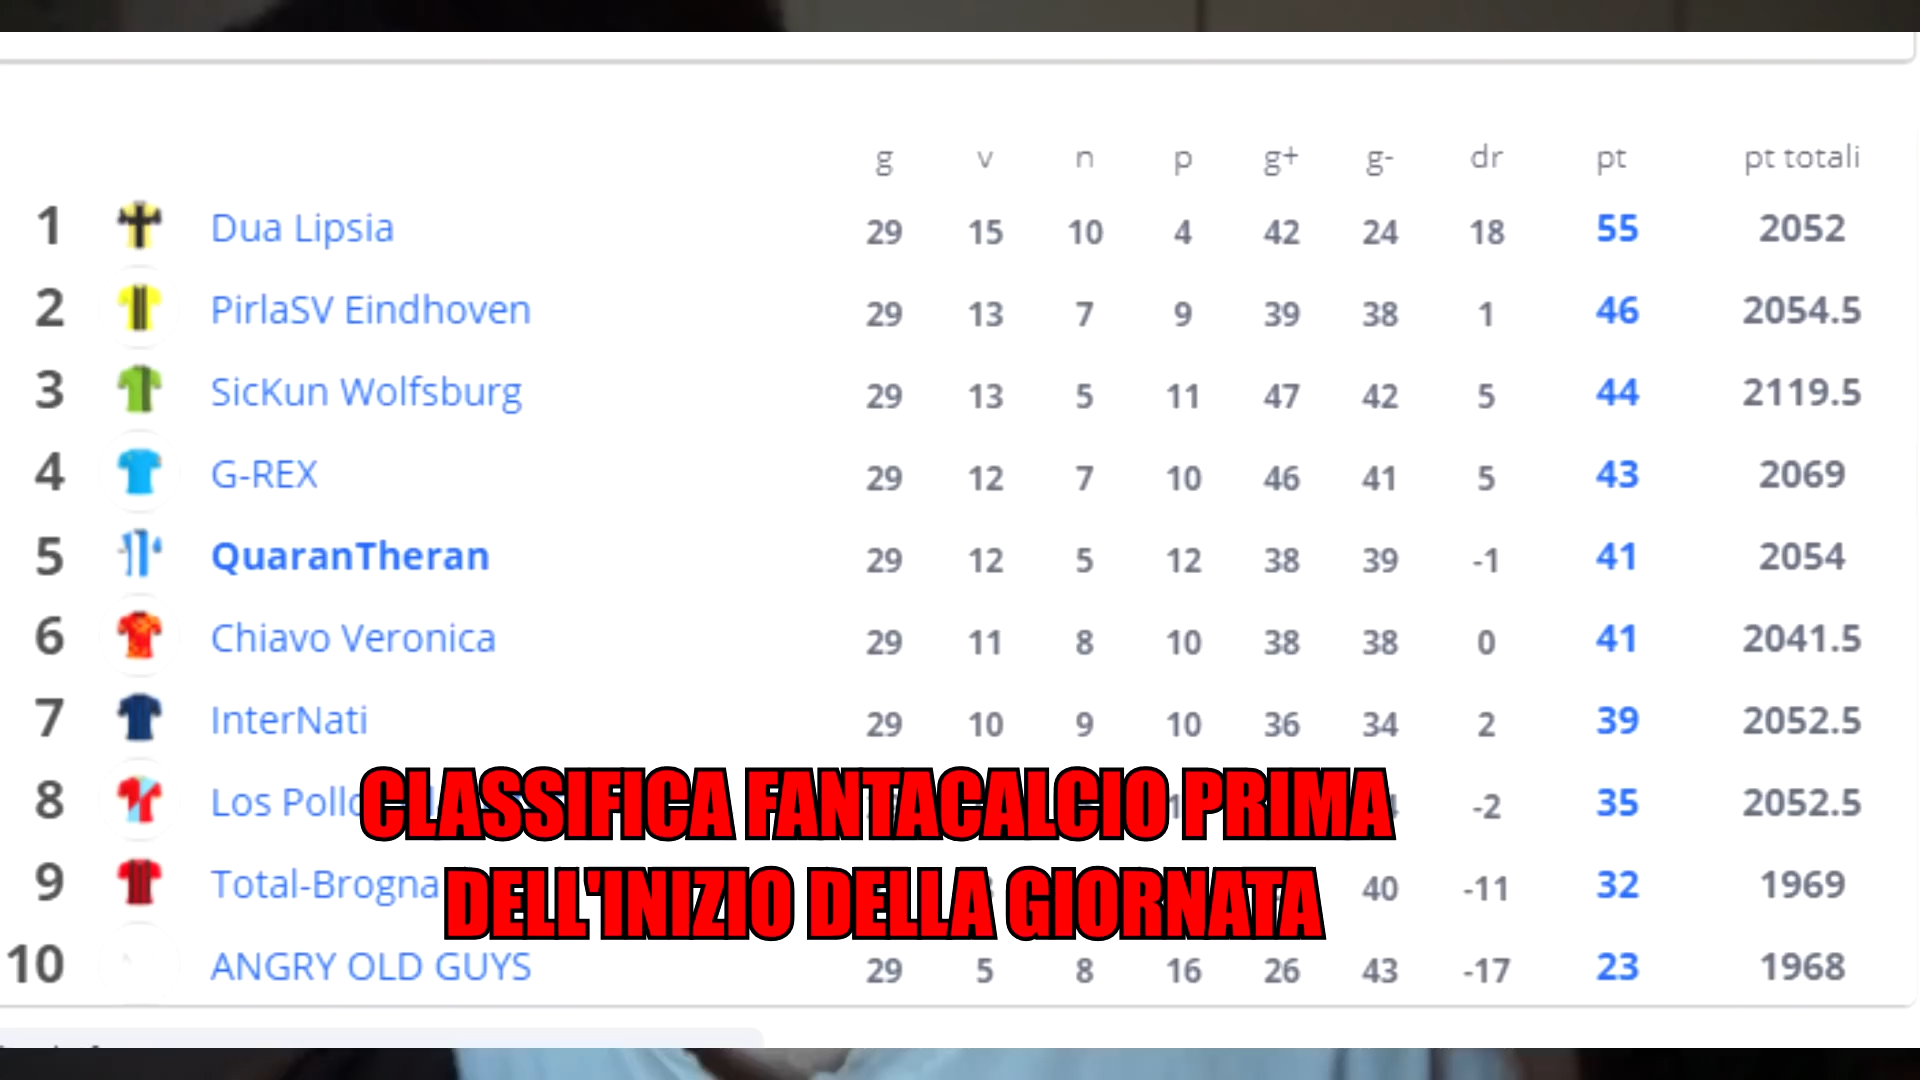 g v n p g+ g- dr pt pt totali
1 Dua Lipsia 29 15 10 4 42 24 18 55 2052
2 PirlaSV Eindhoven 29 13 7 9 39 38 1 46 2054.5
3 SicKun Wolfsburg 29 13 5 11 47 42 5 44 2119.5
4 G-REX 29 12 7 10 46 41 5 43 2069
5 QuaranTheran 29 12 5 12 38 39 -1 41 2054
6 Chiavo Veronica 29 11 8 10 38 38 0 41 2041.5
7 InterNati 29 10 9 10 36 34 2 39 2052.5
8 Los -2 35 2052.5
CLASSIFICA FANTACALCIO PRIMA
9 Total-Brogna 40 -11 32 1969
DELL'INIZIO DELLA GIORNATA
10 ANGRY OLD GUYS 29 5 8 16 26 43 -17 23 1968